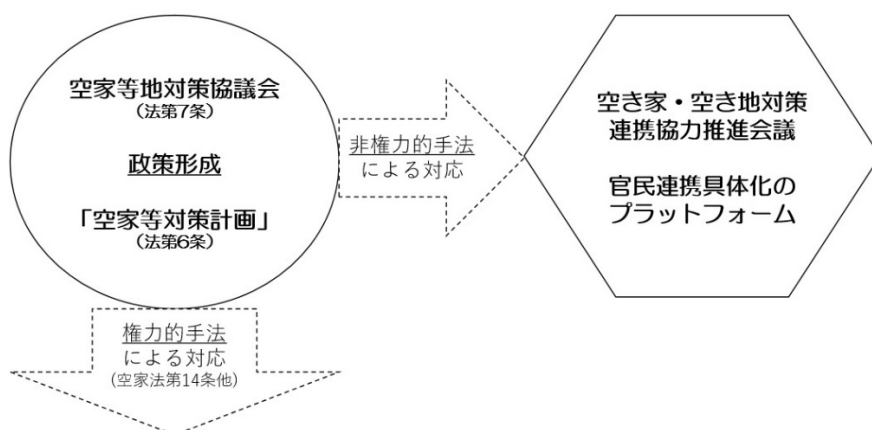 空家等地対策協議会
(法第7条)
政策形成
「空家等対策計画」
(法第6条)
非権力的手法
による対応
空き家・空き地対策
連携協力推進会議
官民連携具体化の
プラットフォーム
権力的手法
による対応
(空家法第14条他)